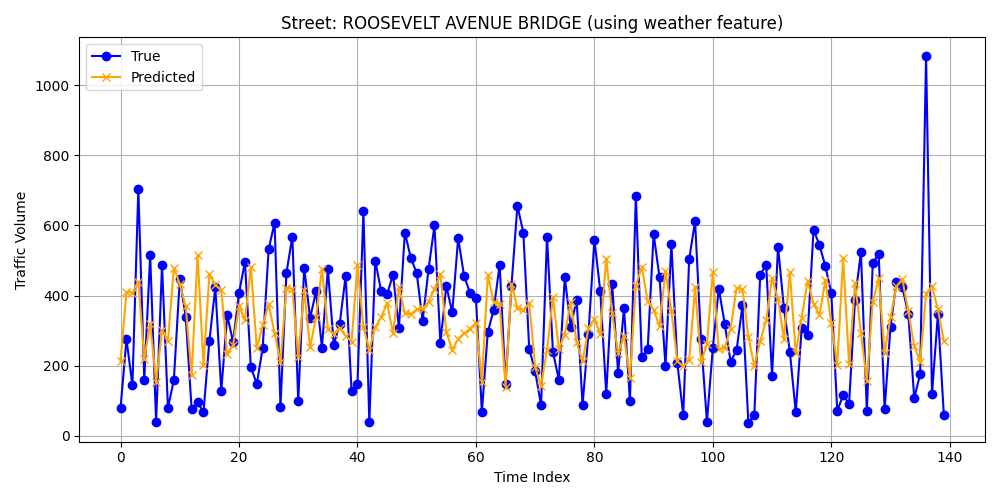 Street: ROOSEVELT AVENUE BRIDGE (using weather feature)
True
Predicted
Traffic Volume
1000
800
600
400
200
0
0 20 40 60 80 100 120 140
Time Index